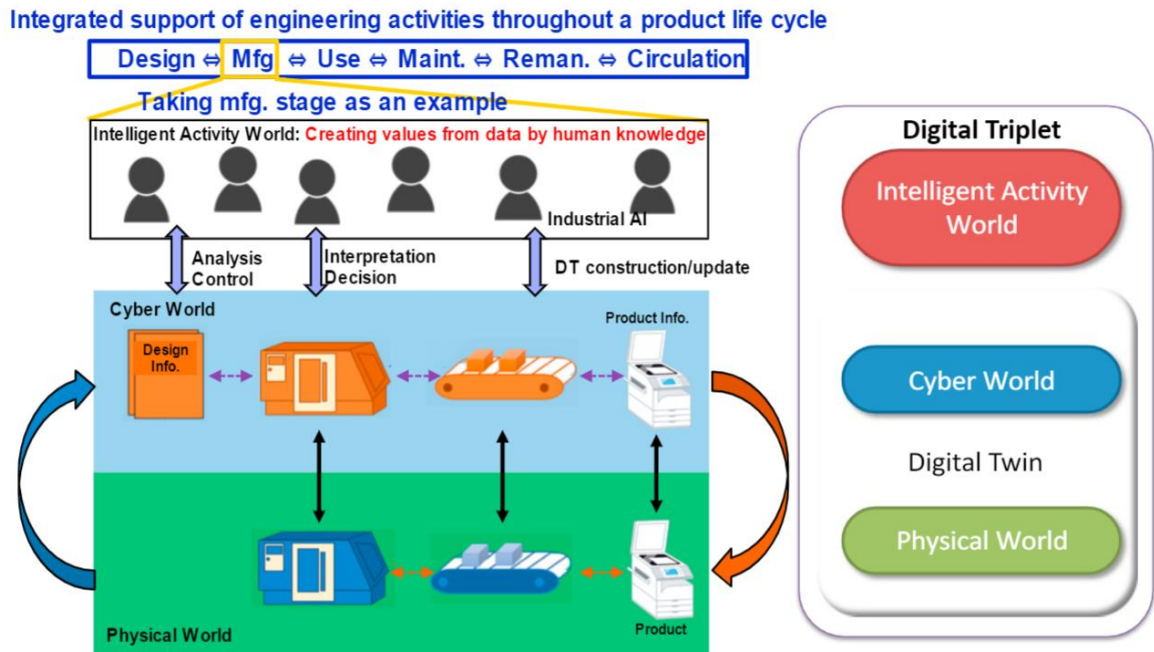 Integrated support of engineering activities throughout a product life cycle
Design ⇔ Mfg ⇔ Use ⇔ Maint. ⇔ Reman. ⇔ Circulation
Taking mfg. stage as an example
Intelligent Activity World: Creating values from data by human knowledge
Industrial AI
Analysis
Control
Interpretation
Decision
DT construction/update
Cyber World
Design
Info.
Product Info.
Product
Physical World
Digital Triplet
Intelligent Activity
World
Cyber World
Digital Twin
Physical World